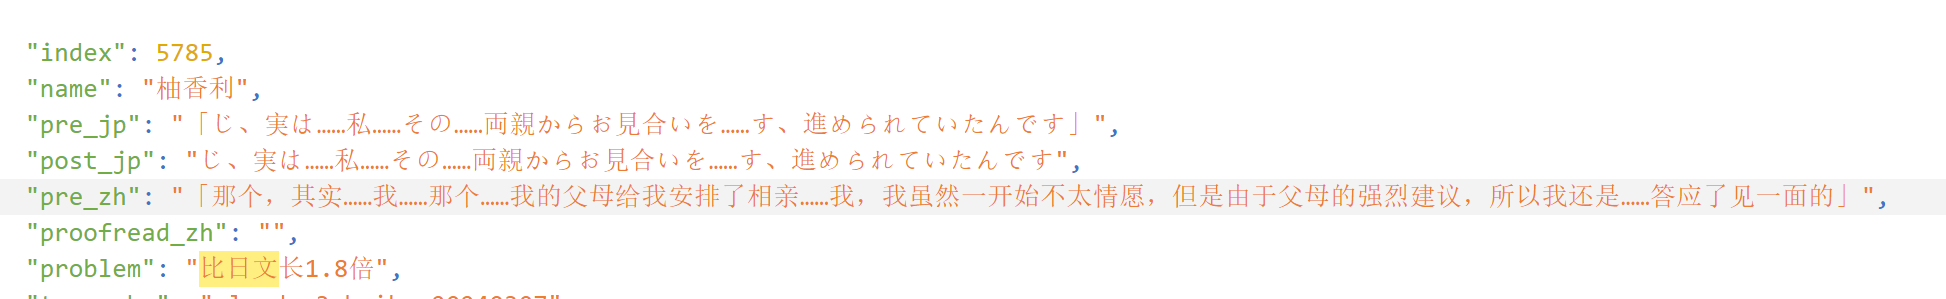 "index": 5785,
"name": "柚香利",
"pre_jp": "「じ、実は……私……その……両親からお見合いを……す、進められていたんです」",
"post_jp": "じ、実は……私……その……両親からお見合いを……す、進められていたんです",
"pre_zh": "「那个，其实……我……那个……我的父母给我安排了相亲……我，我虽然一开始不太情愿，但是由于父母的强烈建议，所以我还是……答应了见一面的」",
"proofread_zh": "",
"problem": "比日文长1.8倍",